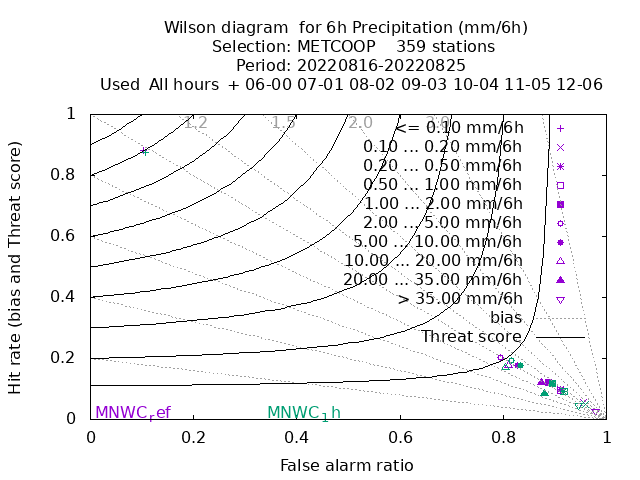 Wilson diagram  for 6h Precipitation (mm/6h)
Selection: METCOOP    359 stations
Period: 20220816-20220825
Used  All hours  + 06-00 07-01 08-02 09-03 10-04 11-05 12-06
1.2 1.5 2.0 3.0
<= 0.10 mm/6h
0.10 ... 0.20 mm/6h
0.20 ... 0.50 mm/6h
0.50 ... 1.00 mm/6h
1.00 ... 2.00 mm/6h
2.00 ... 5.00 mm/6h
5.00 ... 10.00 mm/6h
10.00 ... 20.00 mm/6h
20.00 ... 35.00 mm/6h
> 35.00 mm/6h
bias
Threat score
Hit rate (bias and Threat score)
1
0.8
0.6
0.4
0.2
0
MNWC_ref MNWC_1h
0 0.2 0.4 0.6 0.8 1
False alarm ratio